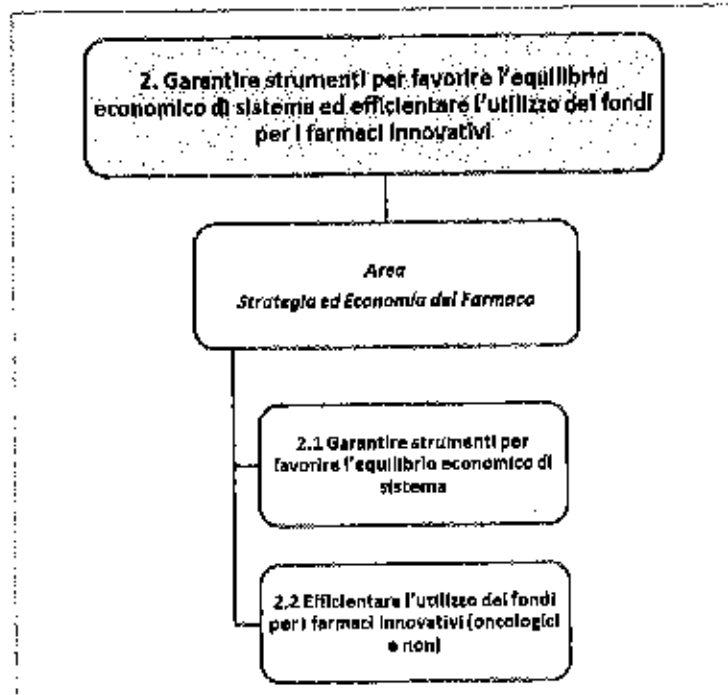 2. Garantire strumenti per favorire l'equilibrio
economico di sistema ed efficientare l'utilizzo dei fondi
per i farmaci innovativi
Area
Strategia ed Economia del Farmaco
2.1 Garantire strumenti per
favorire l'equilibrio economico di
sistema
2.2 Efficientare l'utilizzo dei fondi
per i farmaci innovativi (oncologici
e non)